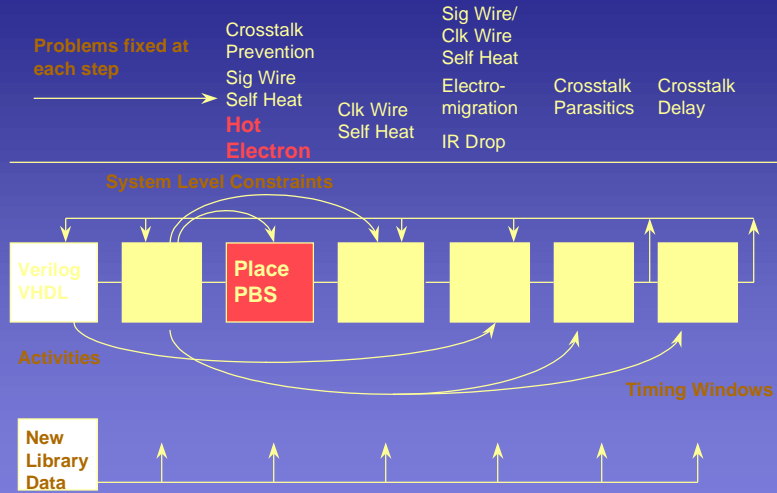 Problems fixed at
each step
Crosstalk
Prevention
Sig Wire
Self Heat
Hot
Electron
Clk Wire
Self Heat
Sig Wire/
Clk Wire
Self Heat
Electro-
migration
IR Drop
Crosstalk
Parasitics
Crosstalk
Delay
System Level Constraints
Verilog
VHDL
Place
PBS
Activities
Timing Windows
New
Library
Data